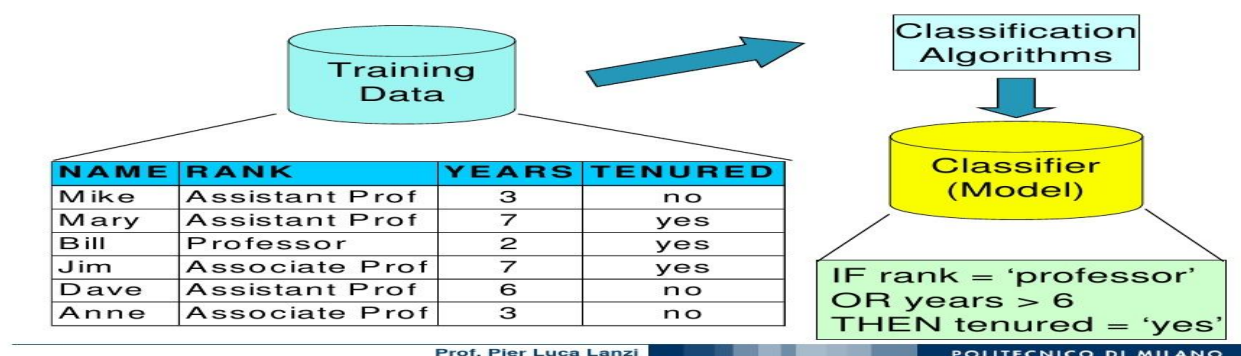 Training
Data
Classification
Algorithms
NAME RANK YEARS TENURED
Mike Assistant Prof 3 no
Mary Assistant Prof 7 yes
Bill Professor 2 yes
Jim Associate Prof 7 yes
Dave Assistant Prof 6 no
Anne Associate Prof 3 no
Classifier
(Model)
IF rank = ‘professor’
OR years > 6
THEN tenured = ‘yes’
Prof. Pier Luca Lanzi
POLITECNICO DI MILANO